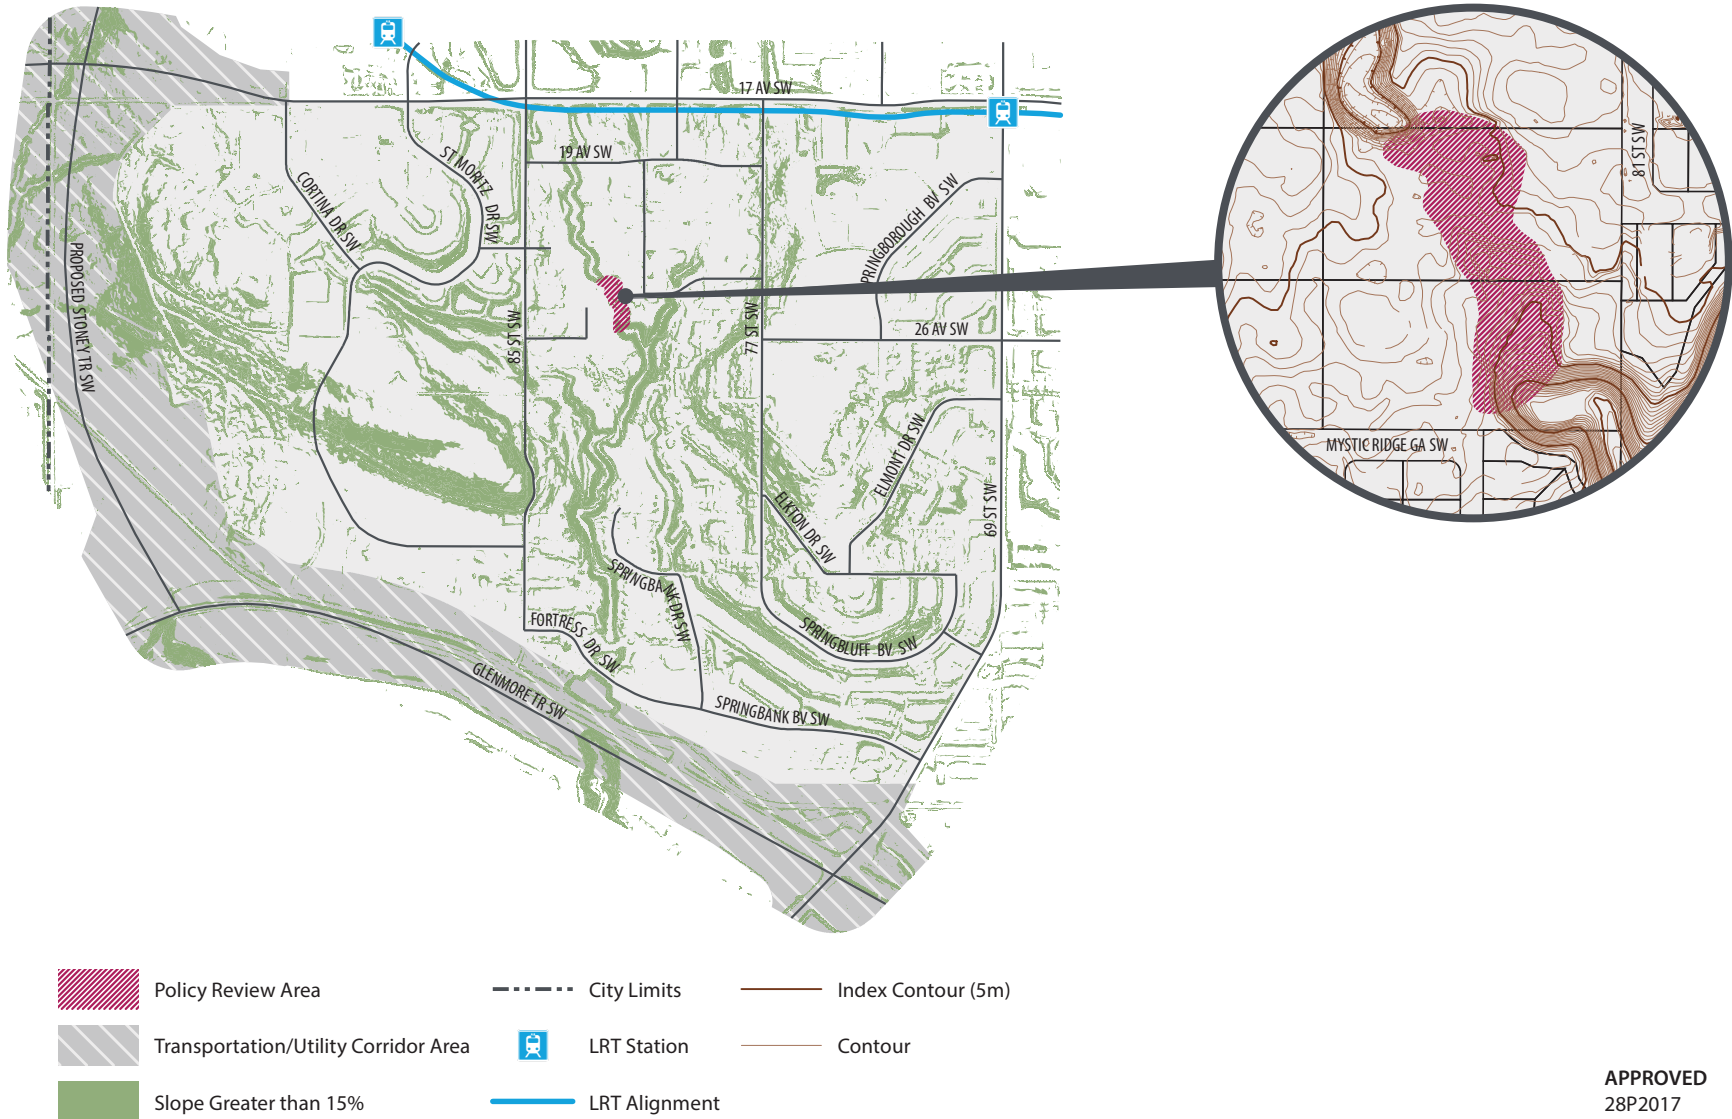 17 AV SW
19 AV SW
ST MORITZ DR SW
CORTINA DR SW
PROPOSED STONEY TR SW
85 ST SW
77 ST SW
PRINGBOROUGH BV SW
26 AV SW
ELMONT DR SW
ELKTON DR SW
69 ST SW
SPRINGBANK DR SW
FORTRESS DR SW
SPRINGBLUFF BV SW
GLENMORE TR SW
SPRINGBANK BV SW
81 ST SW
MYSTIC RIDGE GA SW
Policy Review Area
City Limits
Index Contour (5m)
Transportation/Utility Corridor Area
LRT Station
Contour
Slope Greater than 15%
LRT Alignment
APPROVED
28P2017